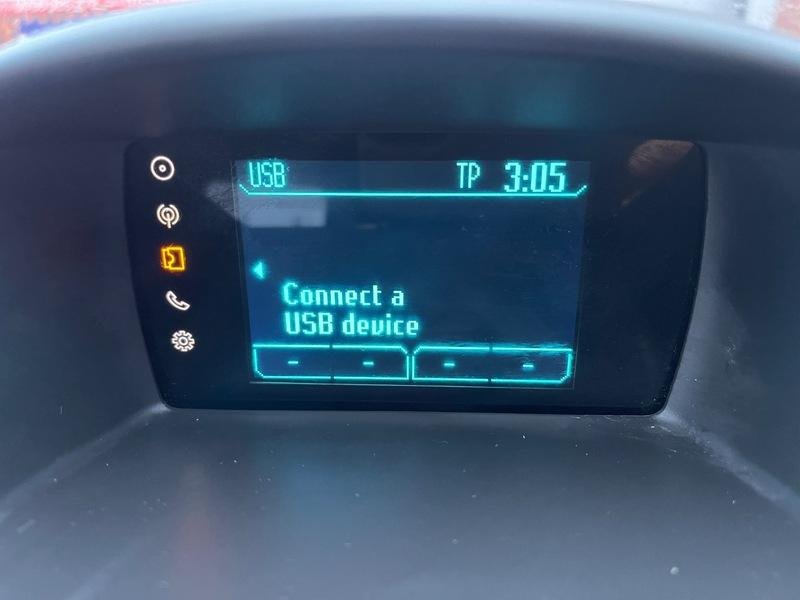 USB TP 3:05
Connect a
USB device
- - - -